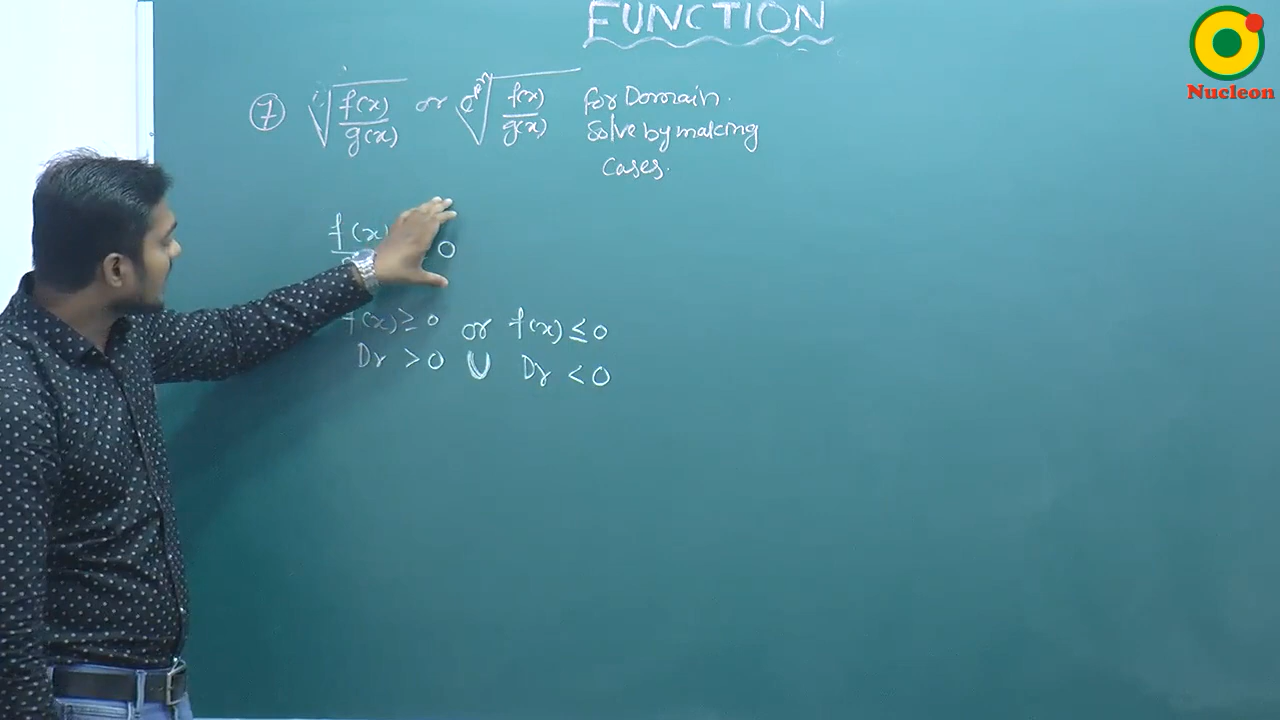 FUNCTION
Nucleon
⑦ √(f(x)/g(x)) or √(f(x)/g(x)) for Domain.
Solve by making
Cases.
f(x)
0
f(x) ≥ 0 or f(x) ≤ 0
Dr > 0 U Dr < 0